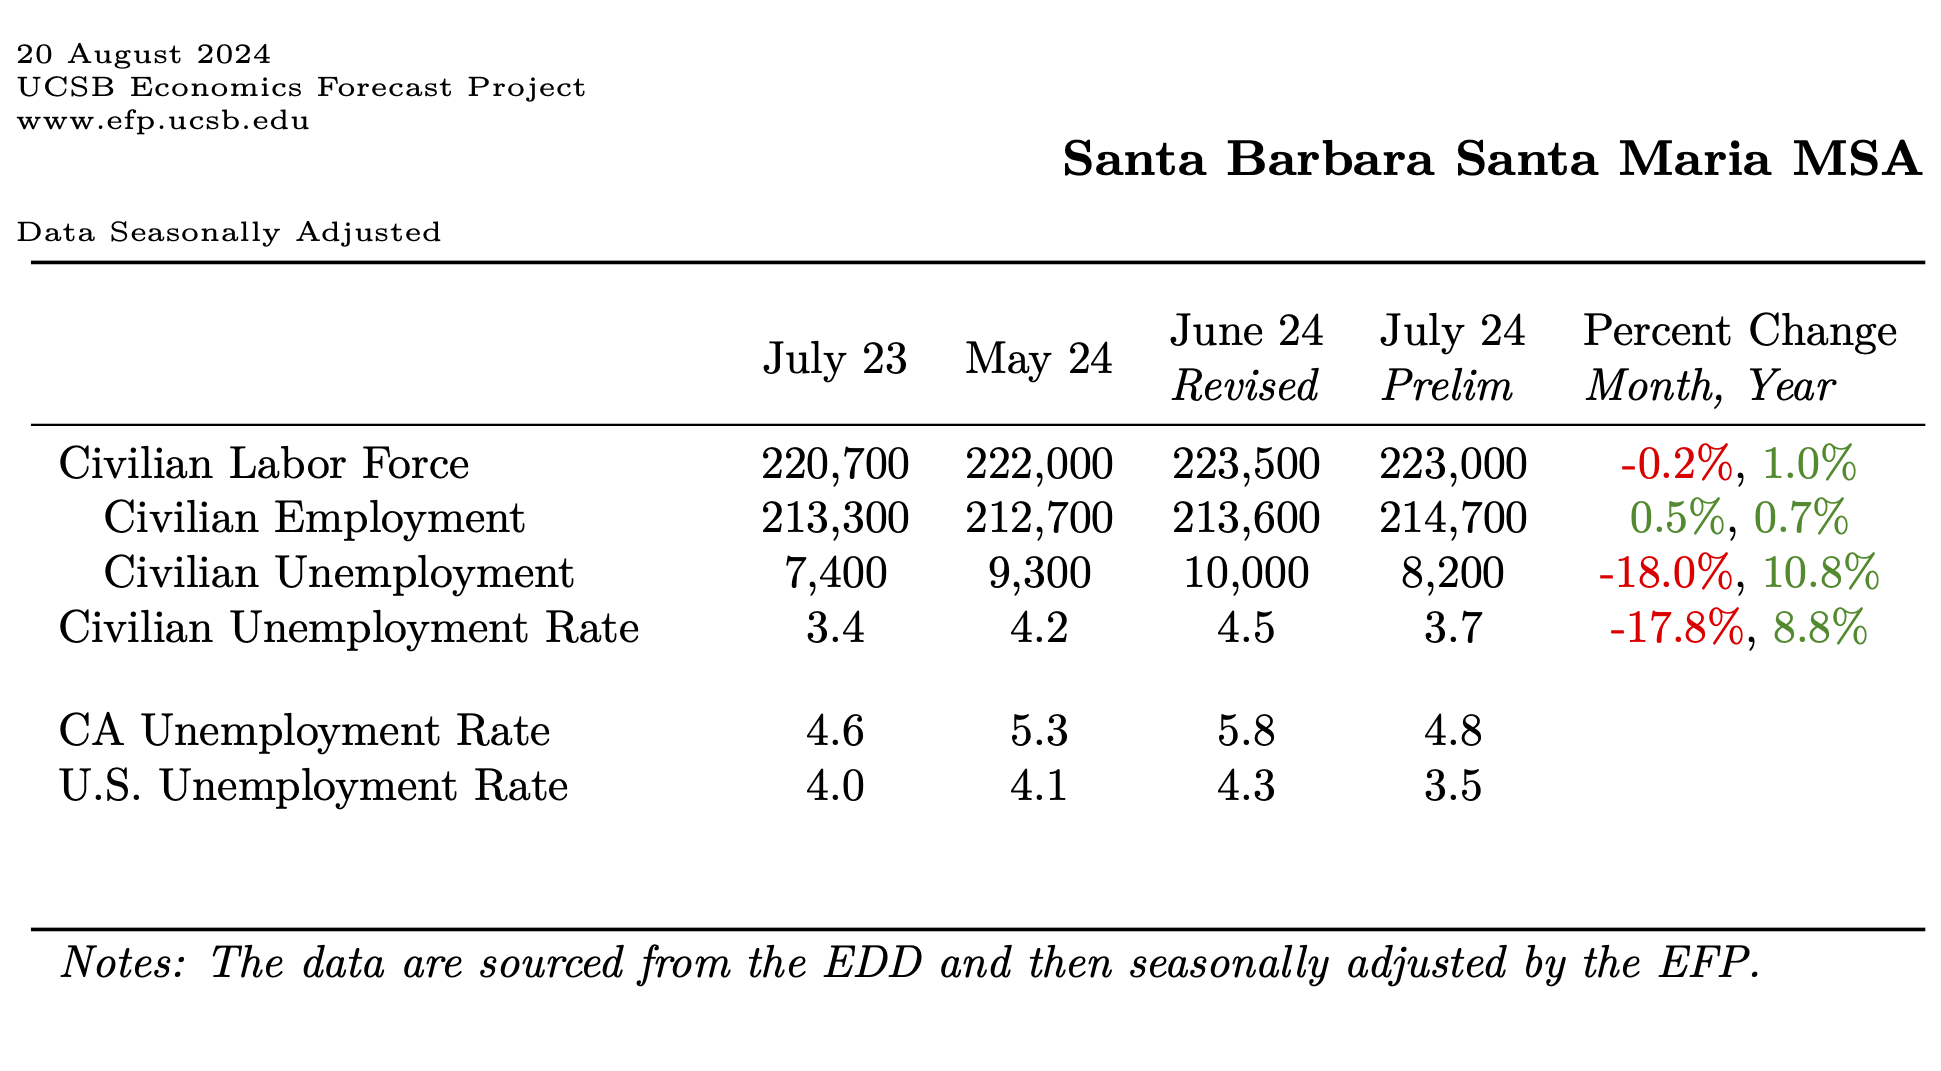 20 August 2024
UCSB Economics Forecast Project
www.efp.ucsb.edu
Santa Barbara Santa Maria MSA
Data Seasonally Adjusted
July 23 May 24 June 24 Revised July 24 Prelim Percent Change Month, Year
Civilian Labor Force 220,700 222,000 223,500 223,000 -0.2%, 1.0%
Civilian Employment 213,300 212,700 213,600 214,700 0.5%, 0.7%
Civilian Unemployment 7,400 9,300 10,000 8,200 -18.0%, 10.8%
Civilian Unemployment Rate 3.4 4.2 4.5 3.7 -17.8%, 8.8%
CA Unemployment Rate 4.6 5.3 5.8 4.8
U.S. Unemployment Rate 4.0 4.1 4.3 3.5
Notes: The data are sourced from the EDD and then seasonally adjusted by the EFP.